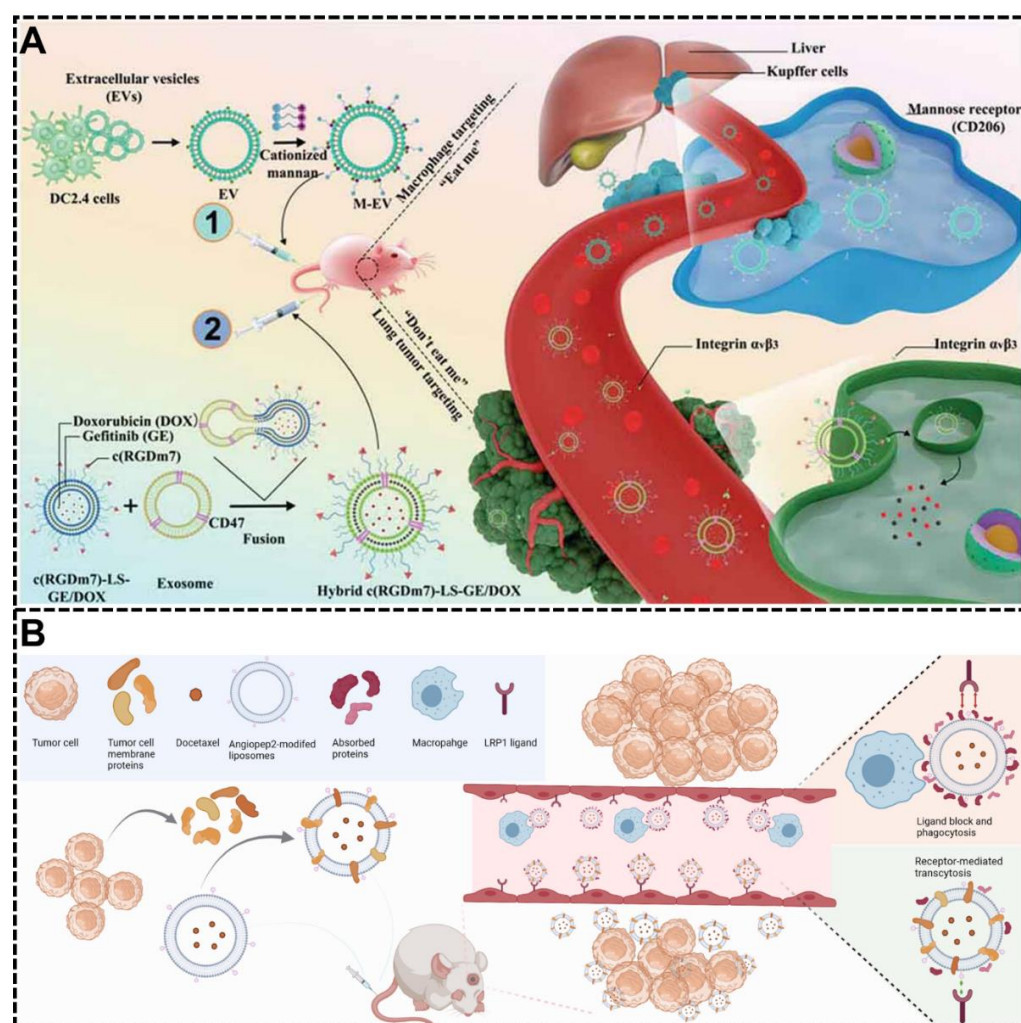 A
Extracellular vesicles
(EVs)
DC2.4 cells
EV
Cationized
mannan
M-EV
1
2
Macrophage targeting
"Eat me"
"Don't eat me"
Lung tumor targeting
Liver
Kupffer cells
Mannose receptor
(CD206)
Integrin αvβ3
Integrin αvβ3
Doxorubicin (DOX)
Gefitinib (GE)
c(RGDm7)
CD47
Fusion
c(RGDm7)-LS-
GE/DOX
Exosome
Hybrid c(RGDm7)-LS-GE/DOX
B
Tumor cell
Tumor cell
membrane
proteins
Docetaxel
Angiopep2-modifed
liposomes
Absorbed
proteins
Macropahge
LRP1 ligand
Ligand block and
phagocytosis
Receptor-mediated
transcytosis